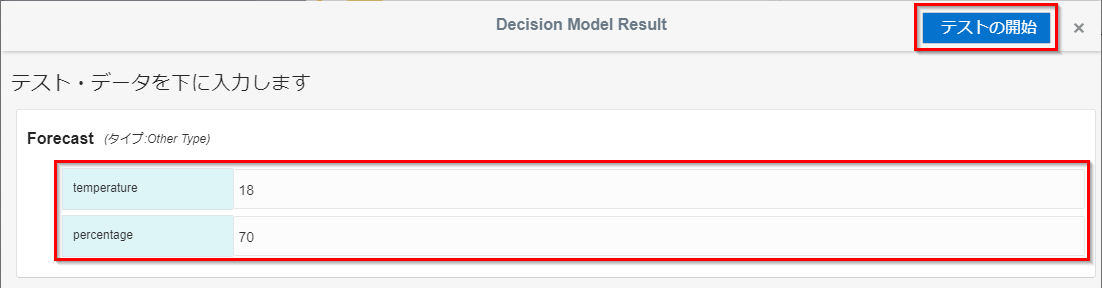 Decision Model Result
テストの開始
×
テスト・データを下に入力します
Forecast (タイプ:Other Type)
temperature 18
percentage 70